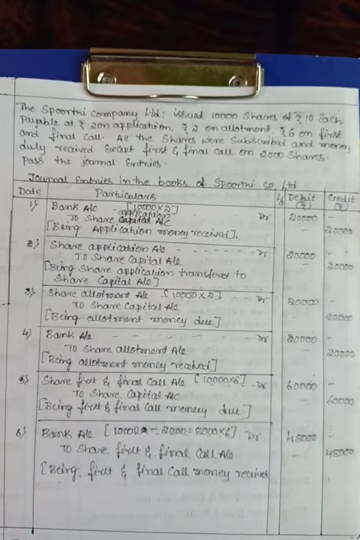 The Spoorthi Company Ltd: issued 10000 Shares of ₹10 Each
Payable at ₹ 2 on application, ₹ 2 on allotment, ₹ 6 on first
and final call. All the Shares were Subscribed and money
duly received Except first & final call on 2000 Shares.
Pass the journal Entries.
Journal Entries in the books of Spoorthi co Ltd
Date Particulars Lf Debit (₹) Credit (₹)
1) Bank A/c [10000×2] Dr 20000 -
To Share application A/c - 20000
[Being Application money received].
2) Share application A/c Dr 20000 -
To Share Capital A/c - 20000
[Being Share application transfered to
Share Capital A/c]
3) Share allotment A/c [10000×2] Dr 20000 -
To Share Capital A/c - 20000
[Being allotment money due]
4) Bank A/c Dr 20000 -
To Share allotment A/c - 20000
[Being allotment money received]
5) Share first & final Call A/c [10000×6] Dr 60000 -
To Share Capital A/c - 60000
[Being first & final Call money due]
6) Bank A/c [10000 - 2000 = 8000×6] Dr 48000 -
To Share first & final Call A/c - 48000
[Being first & final Call money received